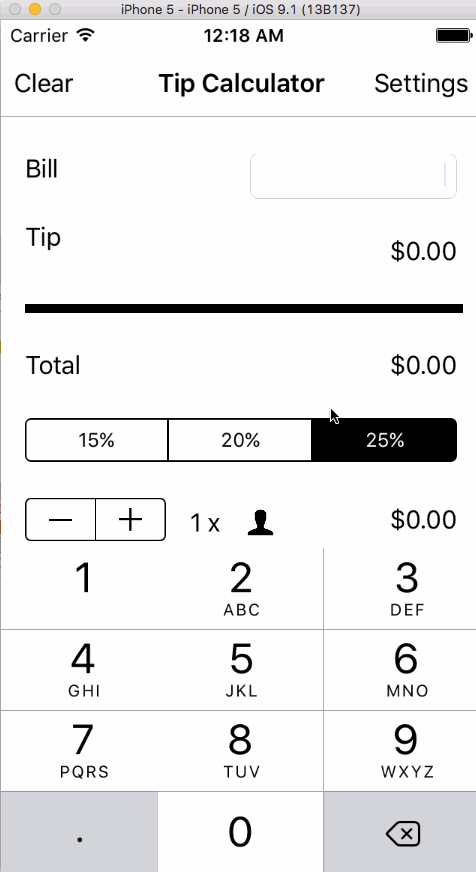 iPhone 5 - iPhone 5 / iOS 9.1 (13B137)
Carrier 12:18 AM
Clear Tip Calculator Settings
Bill
Tip
$0.00
Total $0.00
15% 20% 25%
− + 1 x $0.00
1 2 3
ABC DEF
4 5 6
GHI JKL MNO
7 8 9
PQRS TUV WXYZ
. 0